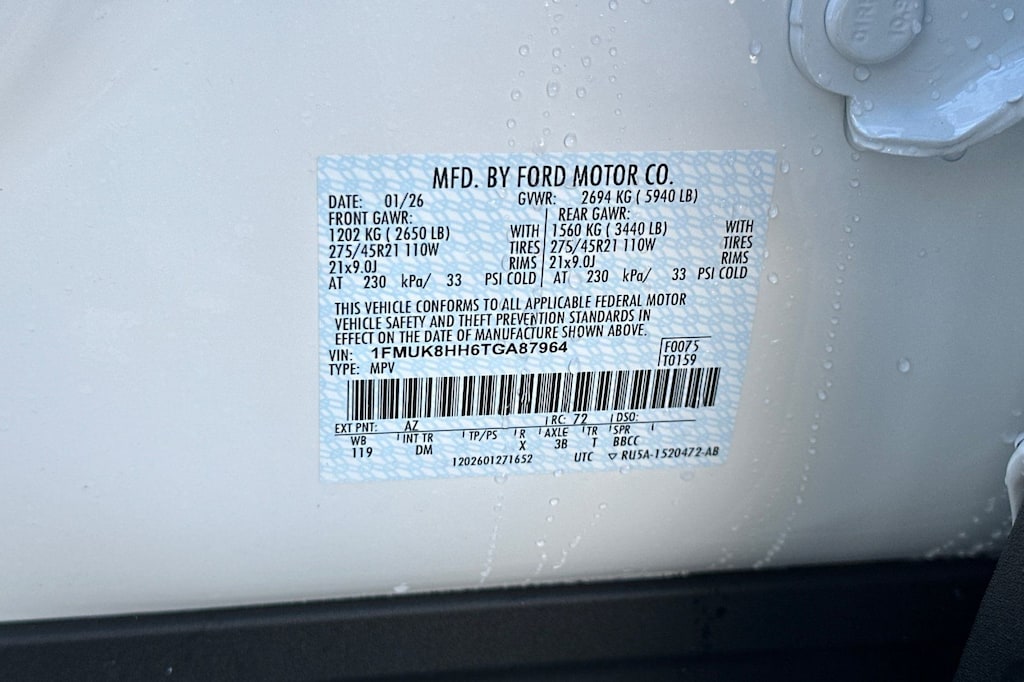 MFD. BY FORD MOTOR CO.
DATE: 01/26 GVWR: 2694 KG ( 5940 LB)
FRONT GAWR: REAR GAWR:
1202 KG ( 2650 LB) WITH 1560 KG ( 3440 LB) WITH
275/45R21 110W TIRES 275/45R21 110W TIRES
21x9.0J RIMS 21x9.0J RIMS
AT 230 kPa/ 33 PSI COLD AT 230 kPa/ 33 PSI COLD
THIS VEHICLE CONFORMS TO ALL APPLICABLE FEDERAL MOTOR
VEHICLE SAFETY AND THEFT PREVENTION STANDARDS IN
EFFECT ON THE DATE OF MANUFACTURE SHOWN ABOVE.
VIN: 1FMUK8HH6TGA87964 F0075
TYPE: MPV T0159
EXT PNT: AZ RC: 72 DSO:
WB INT TR TP/PS R AXLE TR SPR
119 DM X 3B T BBCC
1202601271652 UTC ▽ RU5A-1520472-AB